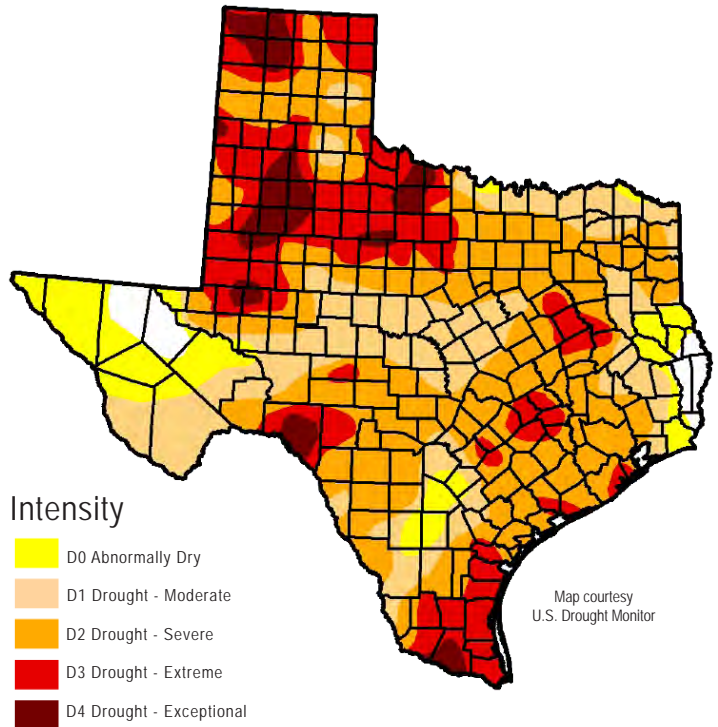 Intensity
D0 Abnormally Dry
D1 Drought - Moderate
D2 Drought - Severe
D3 Drought - Extreme
D4 Drought - Exceptional
Map courtesy
U.S. Drought Monitor